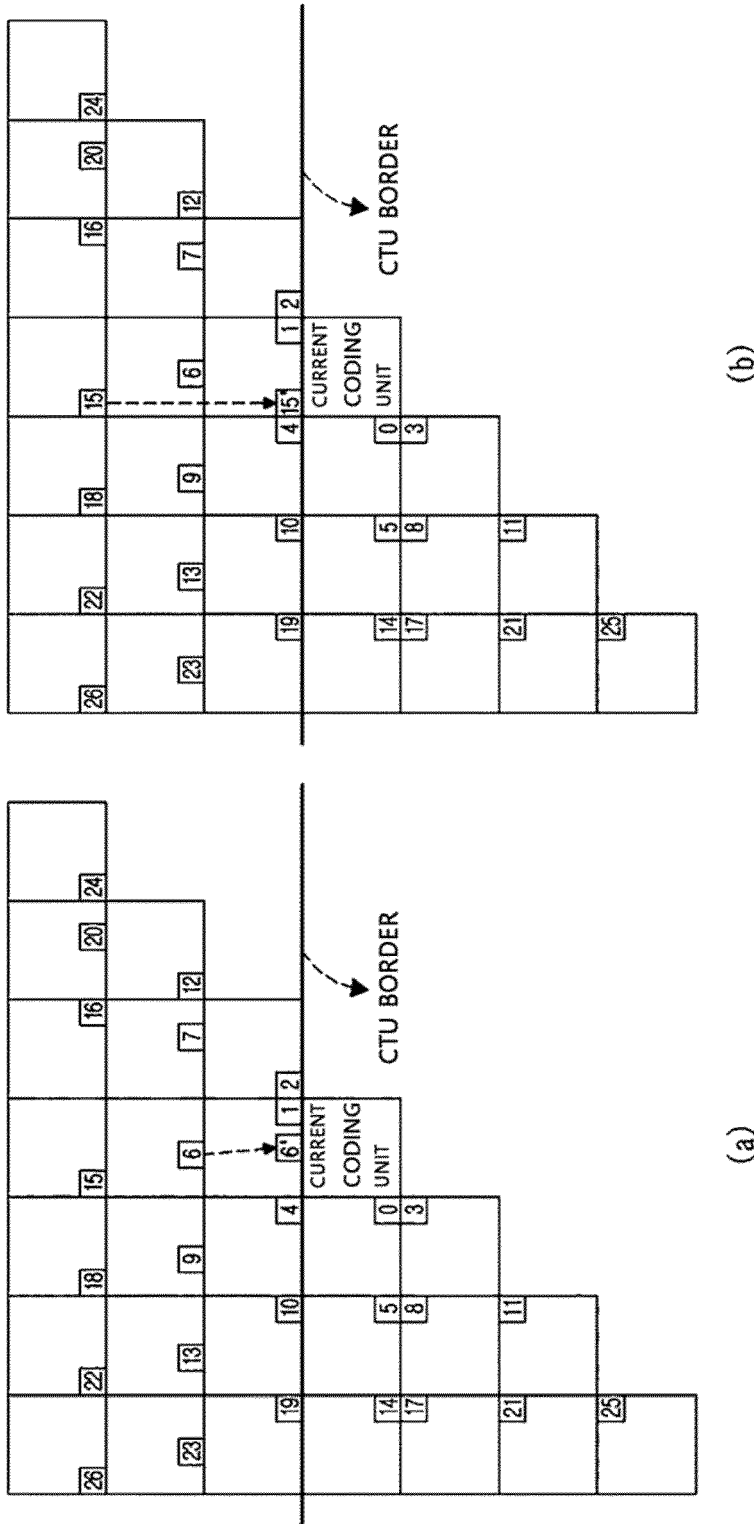 26 22 18 15 16 20 24
23 13 9 6 7 12
19 10 4 6' 1 2
CURRENT
CODING
UNIT
14 5 0
17 8 3
CTU BORDER
21 11
25
(a)
26 22 18 15 16 20 24
23 13 9 6 7 12
19 10 4 15' 1 2
CURRENT
CODING
UNIT
14 5 0
17 8 3
CTU BORDER
21 11
25
(b)